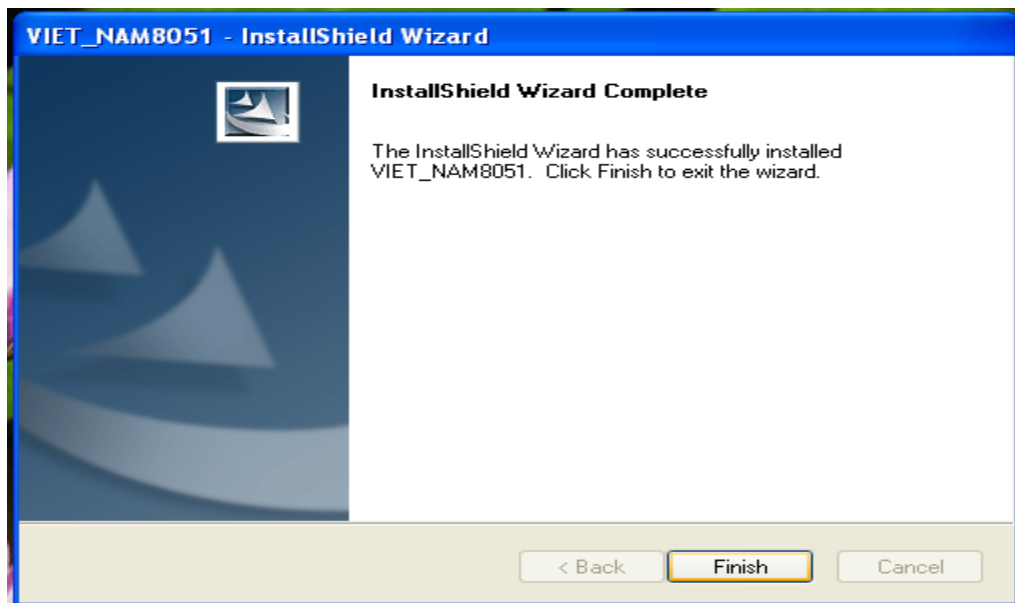 VIET_NAM8051 - InstallShield Wizard
InstallShield Wizard Complete
The InstallShield Wizard has successfully installed
VIET_NAM8051. Click Finish to exit the wizard.
< Back
Finish
Cancel